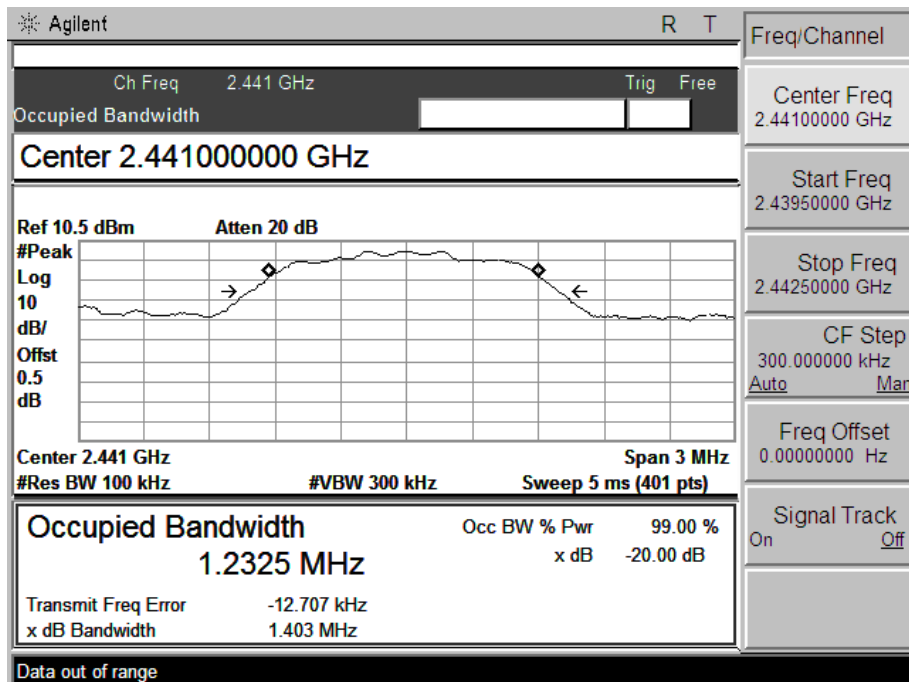 Agilent R T
Freq/Channel
Ch Freq 2.441 GHz Trig Free
Occupied Bandwidth
Center 2.441000000 GHz
Center Freq
2.44100000 GHz
Start Freq
2.43950000 GHz
Stop Freq
2.44250000 GHz
CF Step
300.000000 kHz
Auto Man
Freq Offset
0.00000000 Hz
Signal Track
On Off
Ref 10.5 dBm Atten 20 dB
#Peak
Log
10
dB/
Offst
0.5
dB
Center 2.441 GHz Span 3 MHz
#Res BW 100 kHz #VBW 300 kHz Sweep 5 ms (401 pts)
Occupied Bandwidth Occ BW % Pwr 99.00 %
1.2325 MHz x dB -20.00 dB
Transmit Freq Error -12.707 kHz
x dB Bandwidth 1.403 MHz
Data out of range